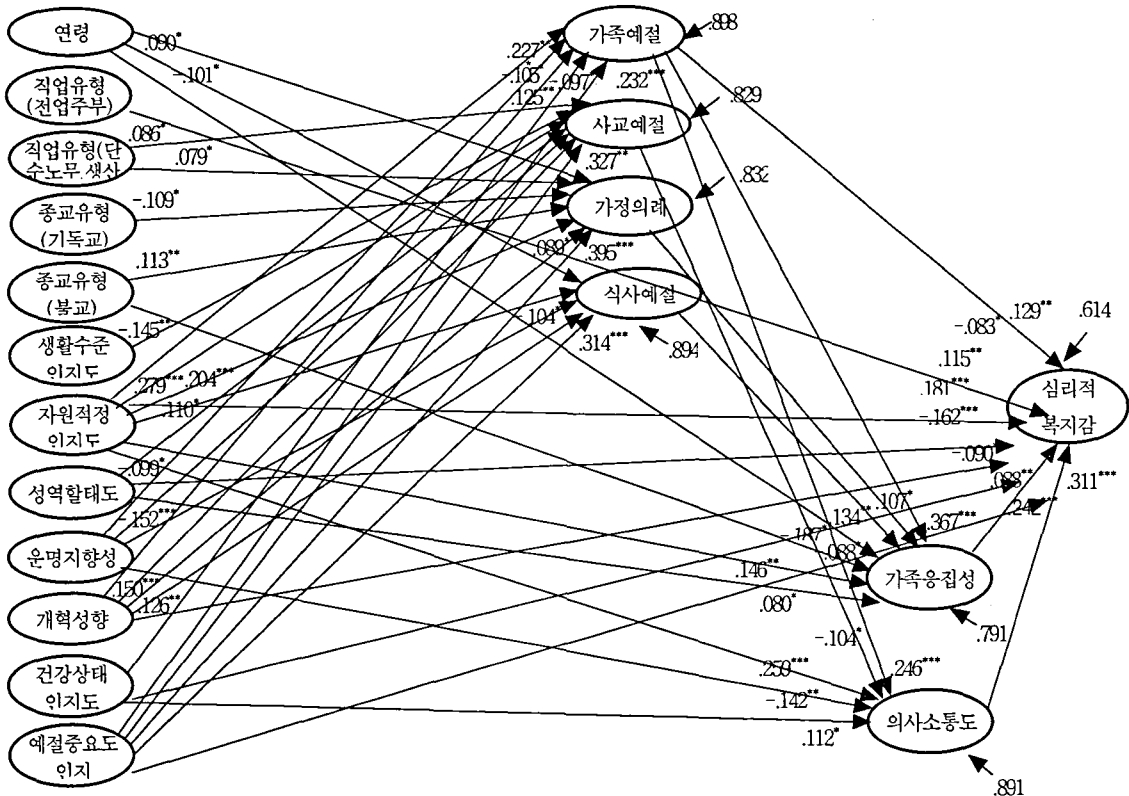 연령
직업유형
(전업주부)
직업유형(단
수노무.생산
종교유형
(기독교)
종교유형
(불교)
생활수준
인지도
자원적정
인지도
성역할태도
운명지향성
개혁성향
건강상태
인지도
예절중요도
인지
.090*
-.101*
.086*
.079*
-.109*
.113**
-.145**
.279***
.204***
.110*
-.099*
-.152***
.150***
.126**
가족예절
.898
사교예절
.829
가정의례
.832
식사예절
.894
.227**
-.105*
-.097*
.125**
.232***
.327**
.089*
.395***
-.104*
.314***
심리적
복지감
.614
.129**
-.083*
.115**
.181***
-.162***
-.090*
.088**
.242***
.311***
.107*
.134**
.367***
-.187*
.088*
.146**
.080*
가족응집성
.791
-.104*
.250***
.246***
-.142**
.112*
의사소통도
.891